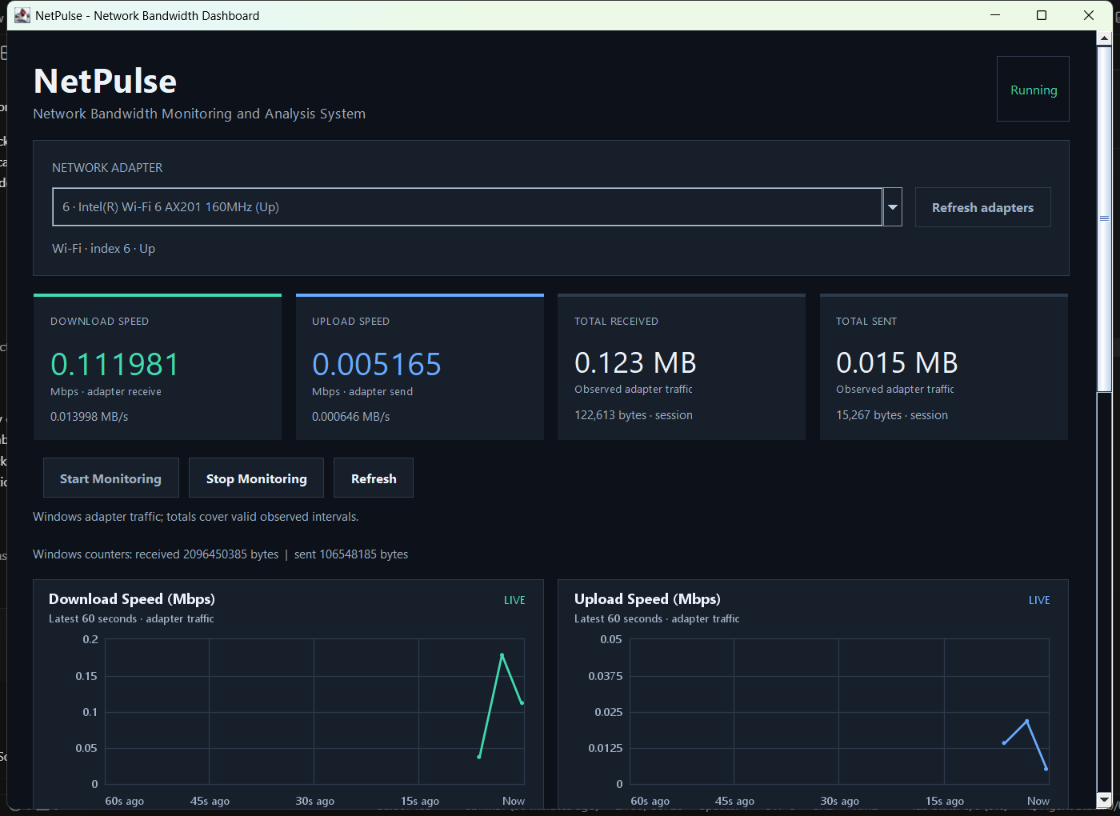 NetPulse - Network Bandwidth Dashboard
NetPulse
Network Bandwidth Monitoring and Analysis System
Running
NETWORK ADAPTER
6 · Intel(R) Wi-Fi 6 AX201 160MHz (Up)
Refresh adapters
Wi-Fi · index 6 · Up
DOWNLOAD SPEED
0.111981
Mbps · adapter receive
0.013998 MB/s
UPLOAD SPEED
0.005165
Mbps · adapter send
0.000646 MB/s
TOTAL RECEIVED
0.123 MB
Observed adapter traffic
122,613 bytes · session
TOTAL SENT
0.015 MB
Observed adapter traffic
15,267 bytes · session
Start Monitoring
Stop Monitoring
Refresh
Windows adapter traffic; totals cover valid observed intervals.
Windows counters: received 2096450385 bytes | sent 106548185 bytes
Download Speed (Mbps)
LIVE
Latest 60 seconds · adapter traffic
0.2
0.15
0.1
0.05
0
60s ago 45s ago 30s ago 15s ago Now
Upload Speed (Mbps)
LIVE
Latest 60 seconds · adapter traffic
0.05
0.0375
0.025
0.0125
0
60s ago 45s ago 30s ago 15s ago Now